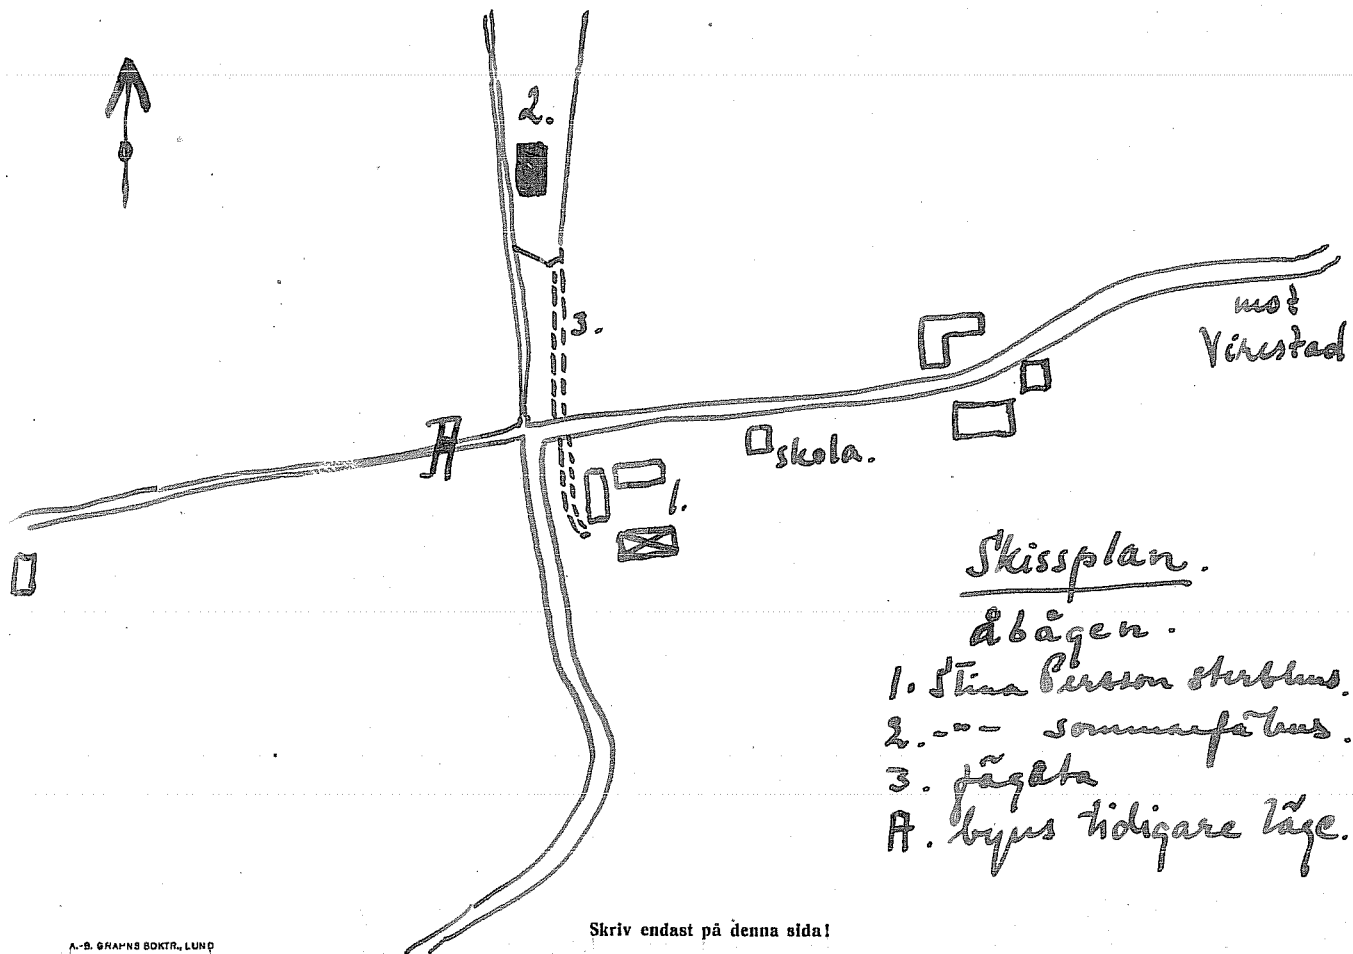 2.
3.
mot
Virestad
A
skola.
1.
Skissplan.
Åbågen.
1. Stina Persson sterbhus.
2. -"- sommarfähus.
3. fägata
A. byns tidigare läge.
Skriv endast på denna sida!
A.-B. GRAHNS BOKTR., LUND